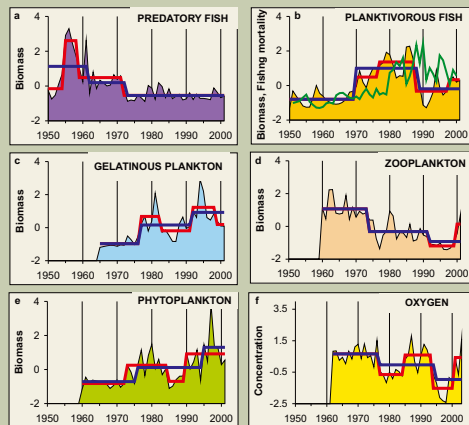 a
PREDATORY FISH
Biomass
4
2
0
-2
1950 1960 1970 1980 1990 2000
b
PLANKTIVOROUS FISH
Biomass, Fishng mortality
4
2
0
-2
1950 1960 1970 1980 1990 2000
c
GELATINOUS PLANKTON
Biomass
4
2
0
-2
1950 1960 1970 1980 1990 2000
d
ZOOPLANKTON
Biomass
4
2
0
-2
1950 1960 1970 1980 1990 2000
e
PHYTOPLANKTON
Biomass
4
2
0
-2
1950 1960 1970 1980 1990 2000
f
OXYGEN
Concentration
3.5
1.5
-0.5
-2.5
1950 1960 1970 1980 1990 2000